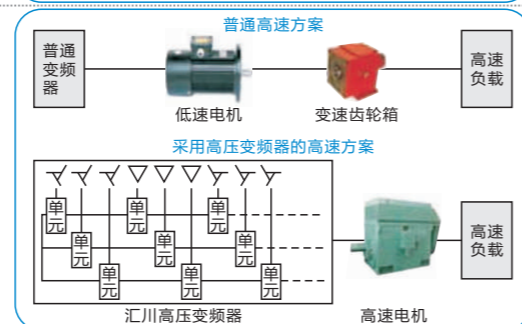 普通高速方案
普通
变频
器
低速电机
变速齿轮箱
高速
负载
采用高压变频器的高速方案
单元
单元
单元
单元
单元
单元
单元
单元
单元
汇川高压变频器
高速电机
高速
负载